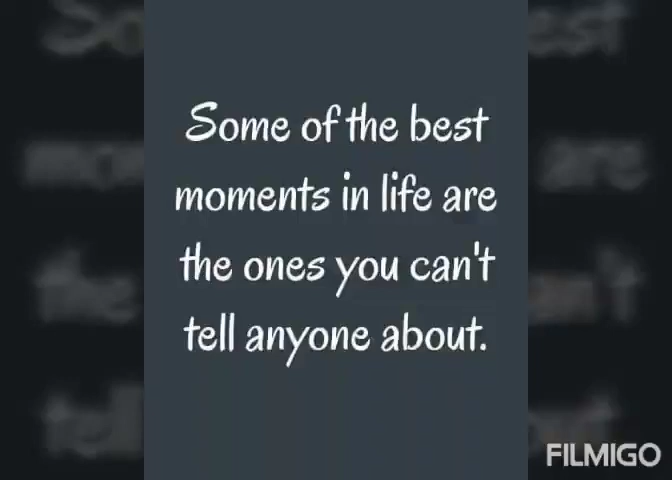 Some of the best
moments in life are
the ones you can't
tell anyone about.
FILMIGO